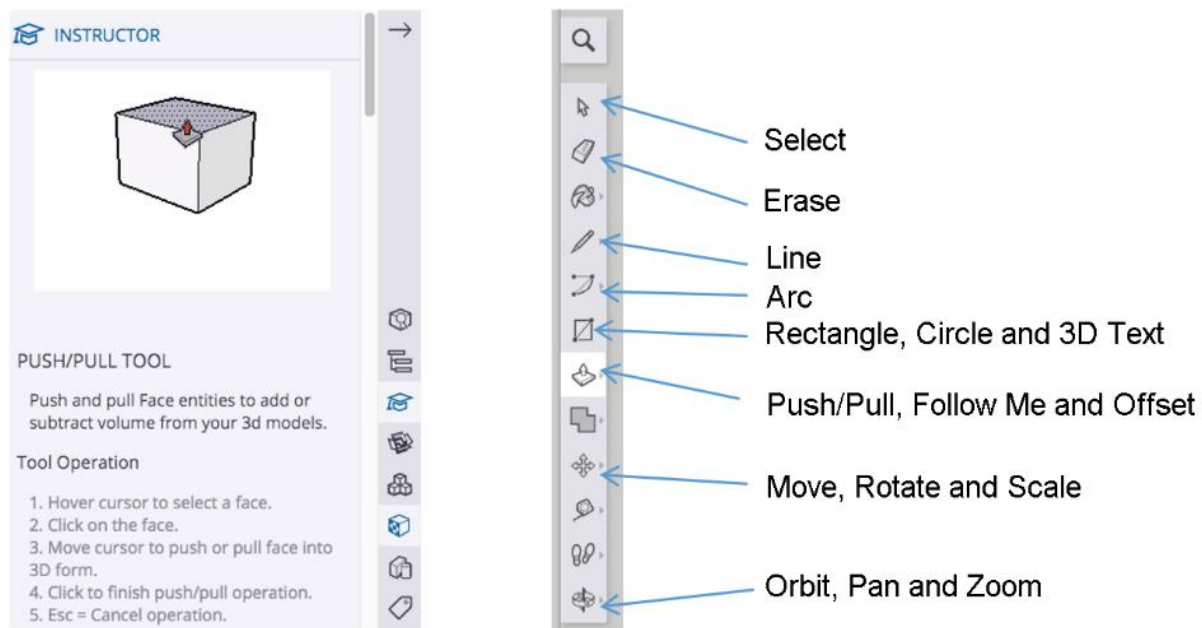 INSTRUCTOR
PUSH/PULL TOOL
Push and pull Face entities to add or
subtract volume from your 3d models.
Tool Operation
1. Hover cursor to select a face.
2. Click on the face.
3. Move cursor to push or pull face into
3D form.
4. Click to finish push/pull operation.
5. Esc = Cancel operation.
Select
Erase
Line
Arc
Rectangle, Circle and 3D Text
Push/Pull, Follow Me and Offset
Move, Rotate and Scale
Orbit, Pan and Zoom